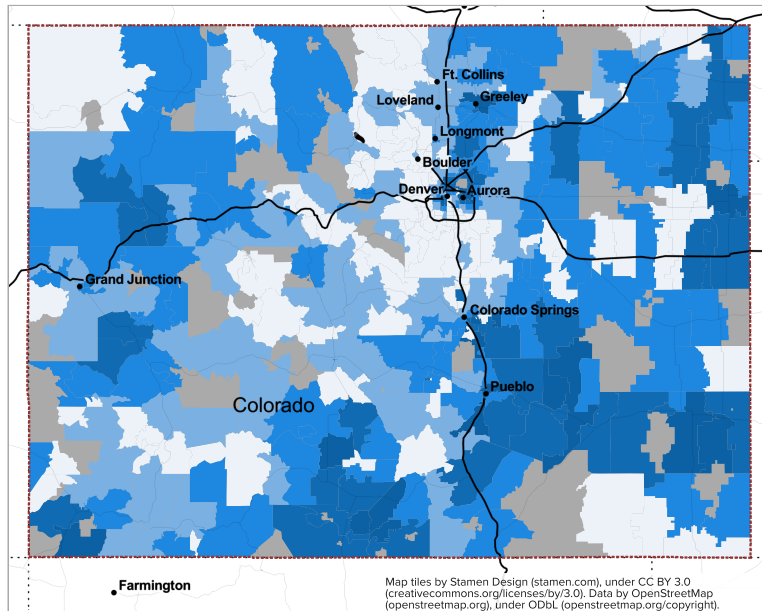 Ft. Collins
Loveland
Greeley
Longmont
Boulder
Denver
Aurora
Grand Junction
Colorado Springs
Pueblo
Colorado
Farmington
Map tiles by Stamen Design (stamen.com), under CC BY 3.0
(creativecommons.org/licenses/by/3.0). Data by OpenStreetMap
(openstreetmap.org), under ODbL (openstreetmap.org/copyright).